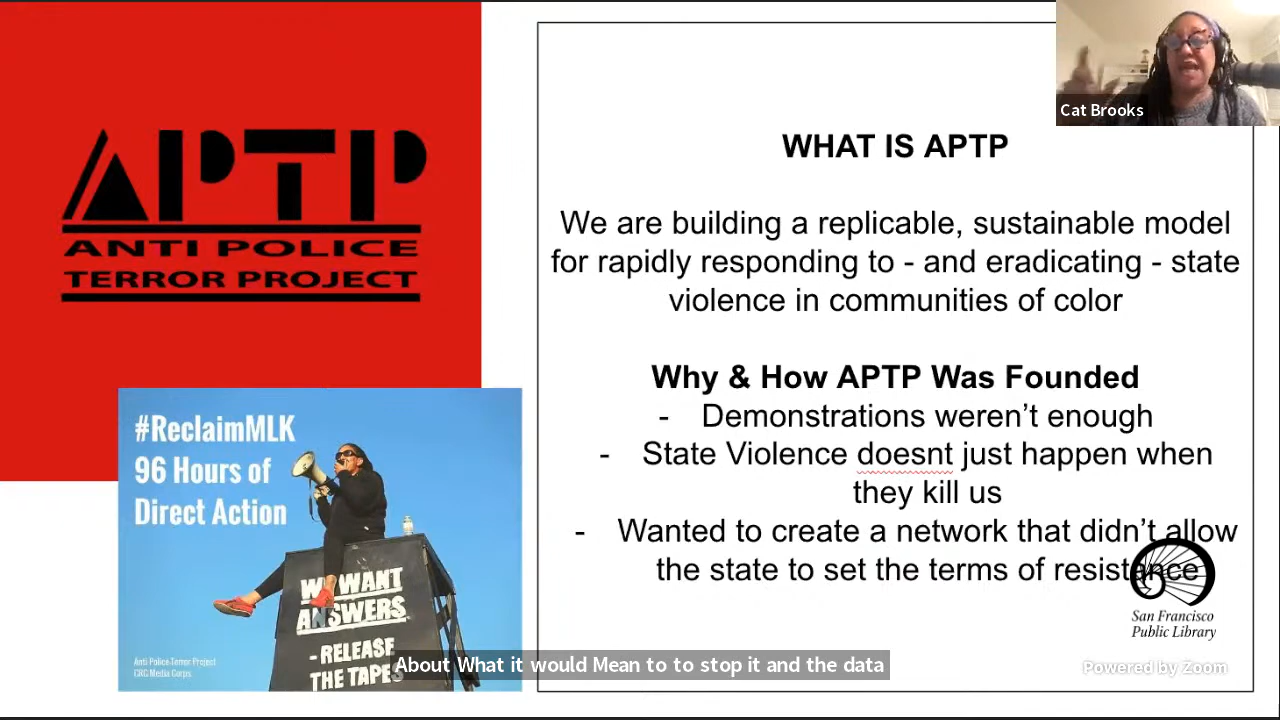 APTP
ANTI POLICE
TERROR PROJECT
#ReclaimMLK
96 Hours of
Direct Action
WE WANT
ANSWERS
-RELEASE
THE TAPES
Anti Police-Terror Project
CRC Media Corps
Cat Brooks
WHAT IS APTP
We are building a replicable, sustainable model
for rapidly responding to - and eradicating - state
violence in communities of color
Why & How APTP Was Founded
- Demonstrations weren’t enough
- State Violence doesnt just happen when
they kill us
- Wanted to create a network that didn’t allow
the state to set the terms of resistance
San Francisco
Public Library
About What it would Mean to to stop it and the data
Powered by Zoom